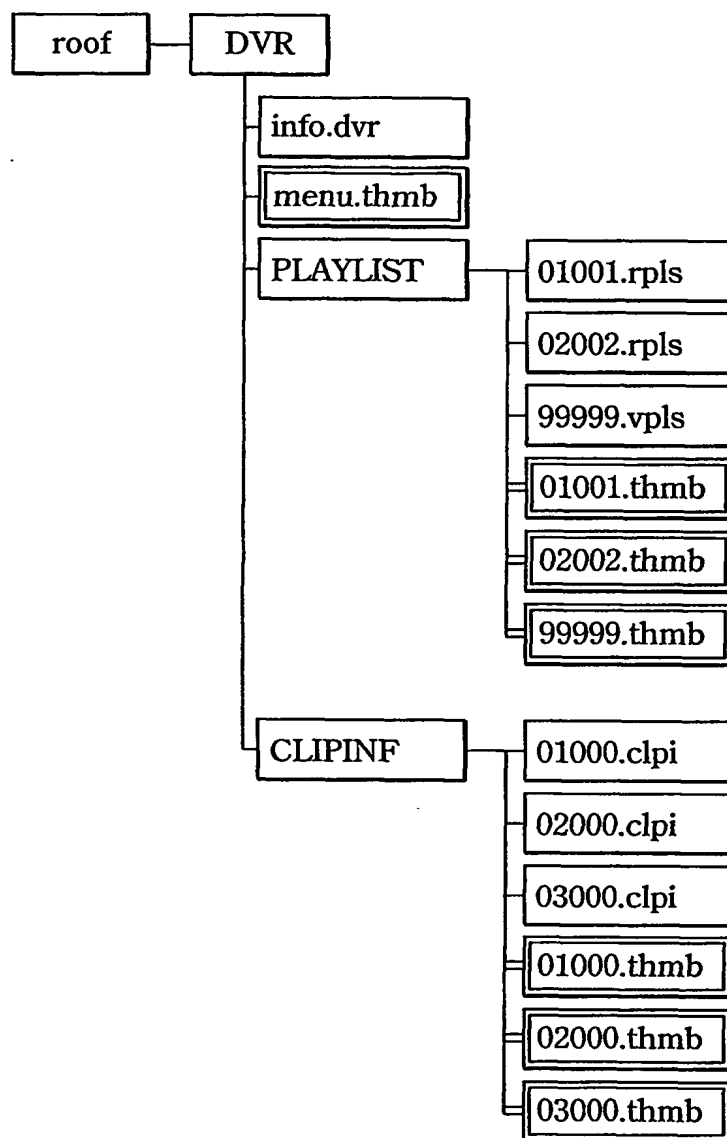 roof
DVR
info.dvr
menu.thmb
PLAYLIST
01001.rpls
02002.rpls
99999.vpls
01001.thmb
02002.thmb
99999.thmb
CLIPINF
01000.clpi
02000.clpi
03000.clpi
01000.thmb
02000.thmb
03000.thmb